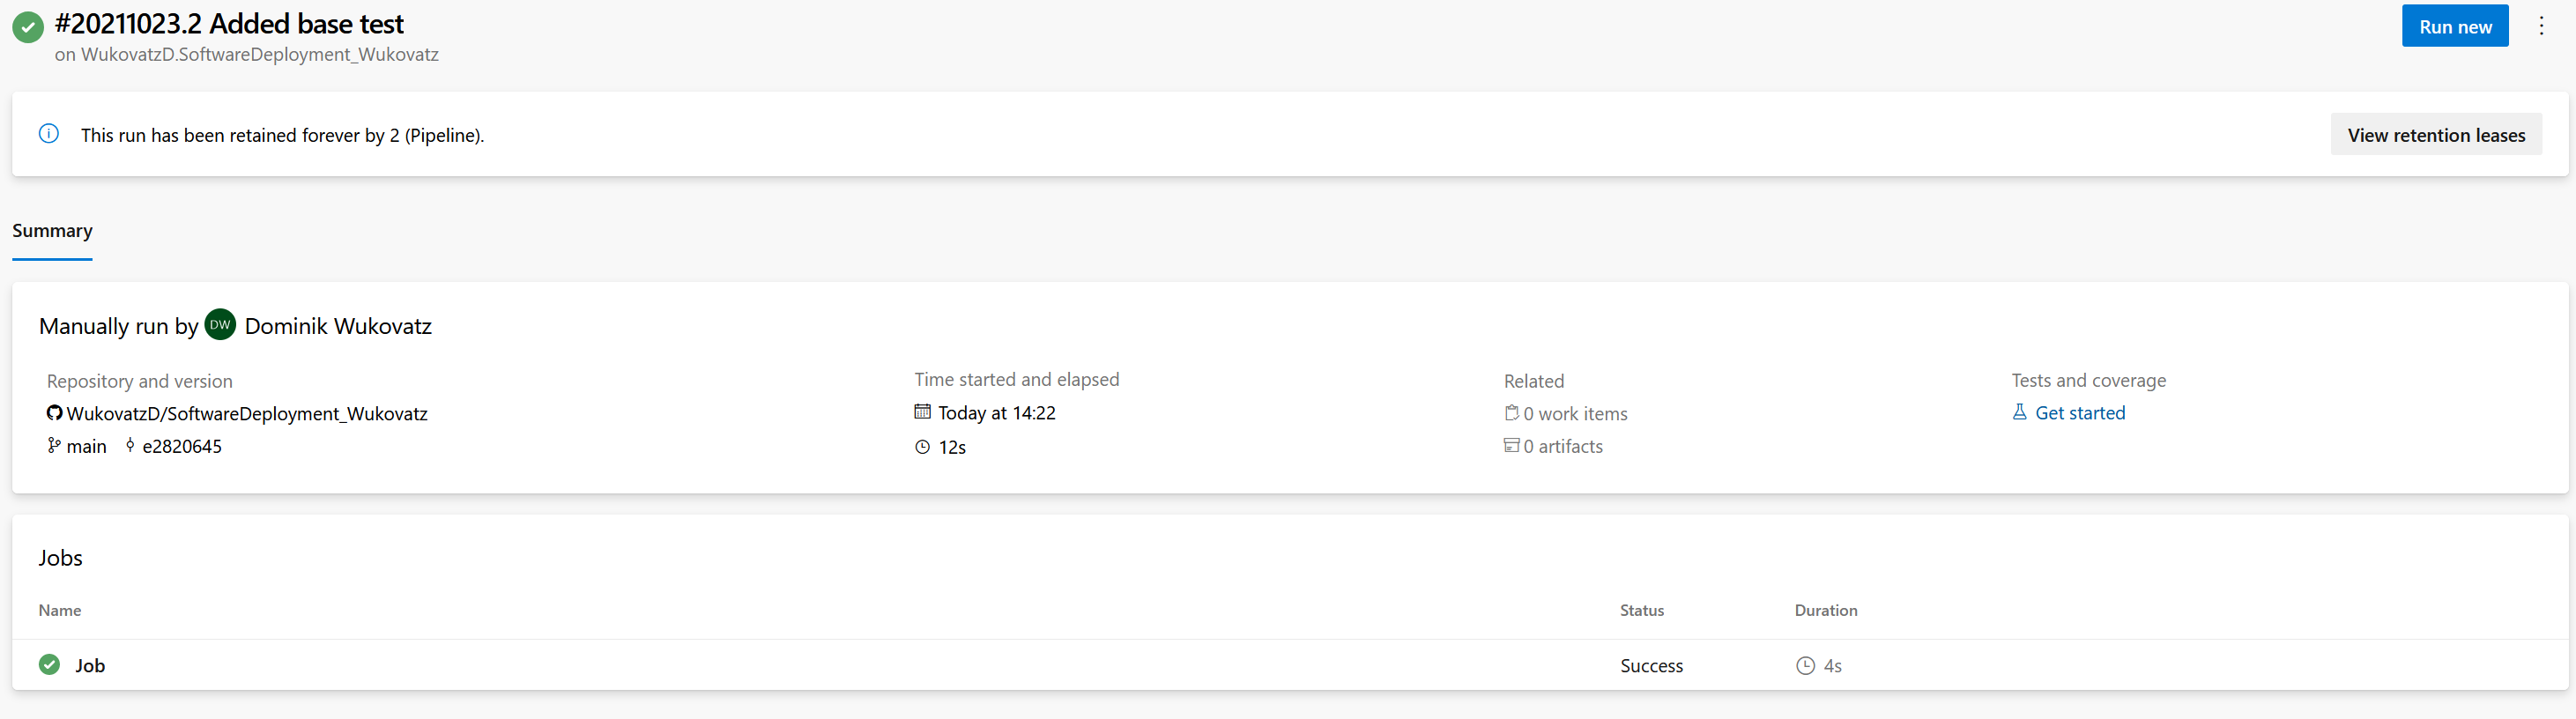 #20211023.2 Added base test
on WukovatzD.SoftwareDeployment_Wukovatz
Run new
This run has been retained forever by 2 (Pipeline).
View retention leases
Summary
Manually run by DW Dominik Wukovatz
Repository and version
WukovatzD/SoftwareDeployment_Wukovatz
main e2820645
Time started and elapsed
Today at 14:22
12s
Related
0 work items
0 artifacts
Tests and coverage
Get started
Jobs
Name Status Duration
Job Success 4s